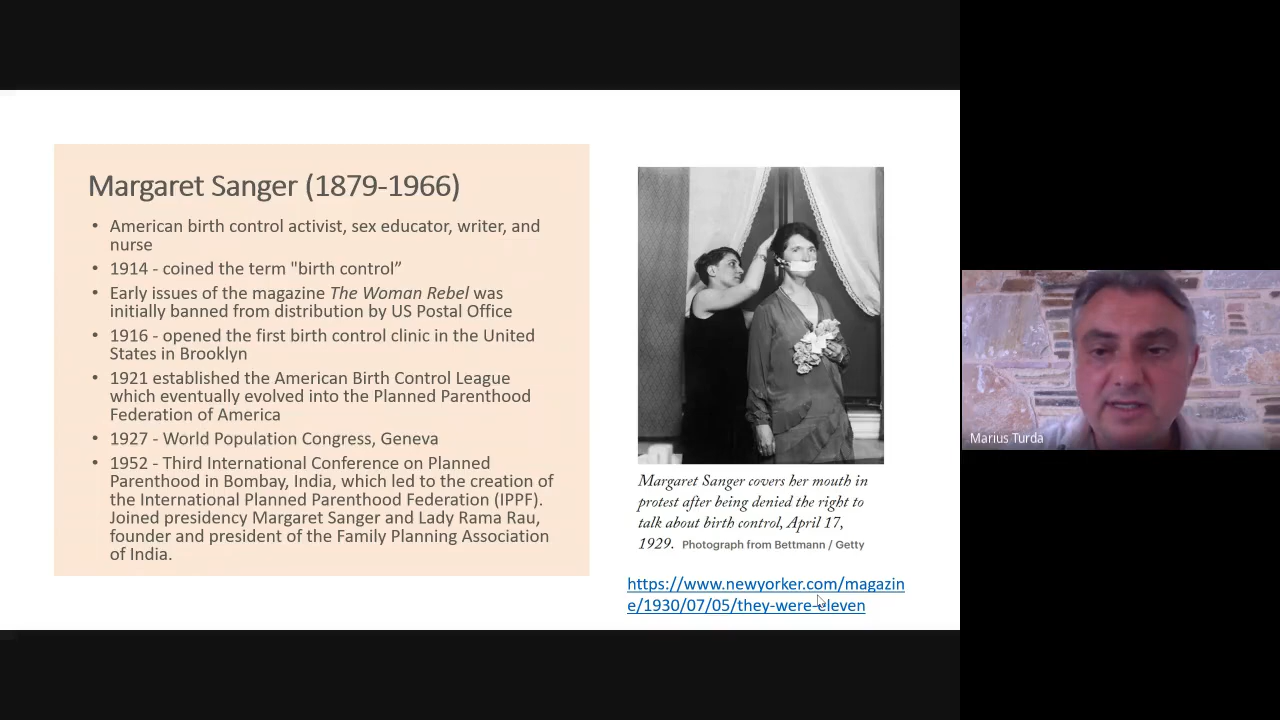 Margaret Sanger (1879-1966)
• American birth control activist, sex educator, writer, and
nurse
• 1914 - coined the term "birth control”
• Early issues of the magazine The Woman Rebel was
initially banned from distribution by US Postal Office
• 1916 - opened the first birth control clinic in the United
States in Brooklyn
• 1921 established the American Birth Control League
which eventually evolved into the Planned Parenthood
Federation of America
• 1927 - World Population Congress, Geneva
• 1952 - Third International Conference on Planned
Parenthood in Bombay, India, which led to the creation of
the International Planned Parenthood Federation (IPPF).
Joined presidency Margaret Sanger and Lady Rama Rau,
founder and president of the Family Planning Association
of India.
Margaret Sanger covers her mouth in
protest after being denied the right to
talk about birth control, April 17,
1929. Photograph from Bettmann / Getty
https://www.newyorker.com/magazin
e/1930/07/05/they-were-eleven
Marius Turda